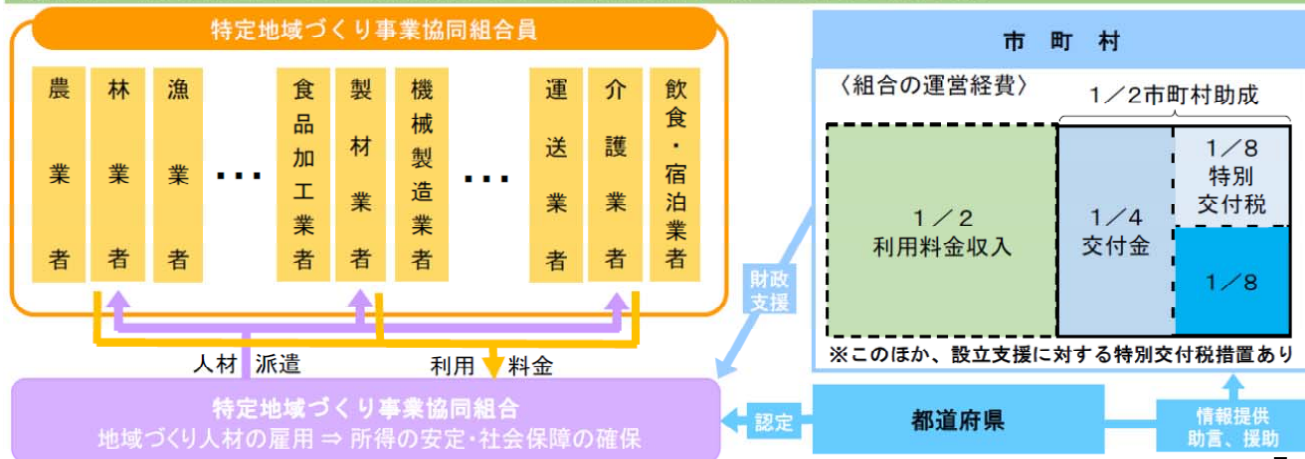 特定地域づくり事業協同組合員
農業者
林業者
漁業者
･･･
食品加工業者
製材業者
機械製造業者
･･･
運送業者
介護業者
飲食・宿泊業者
人材派遣
利用料金
特定地域づくり事業協同組合
地域づくり人材の雇用 ⇒ 所得の安定・社会保障の確保
市町村
〈組合の運営経費〉
1／2市町村助成
1／2
利用料金収入
1／4
交付金
1／8
特別
交付税
1／8
※このほか、設立支援に対する特別交付税措置あり
財政
支援
認定
都道府県
情報提供
助言、援助